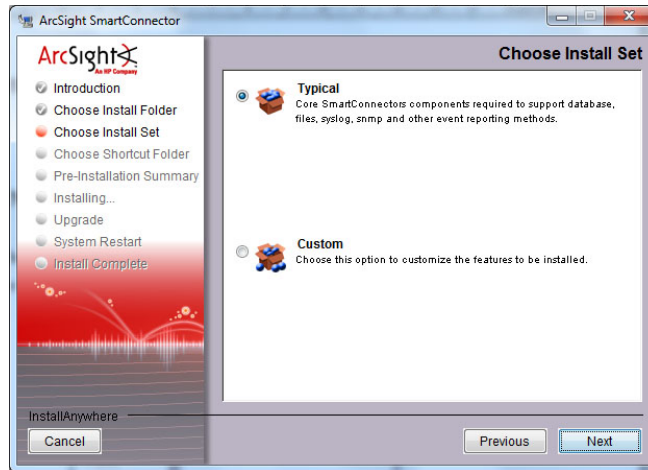 ArcSight SmartConnector
ArcSight
An HP Company
Choose Install Set
Introduction
Choose Install Folder
Choose Install Set
Choose Shortcut Folder
Pre-Installation Summary
Installing...
Upgrade
System Restart
Install Complete
Typical
Core SmartConnectors components required to support database,
files, syslog, snmp and other event reporting methods.
Custom
Choose this option to customize the features to be installed.
InstallAnywhere
Cancel
Previous
Next